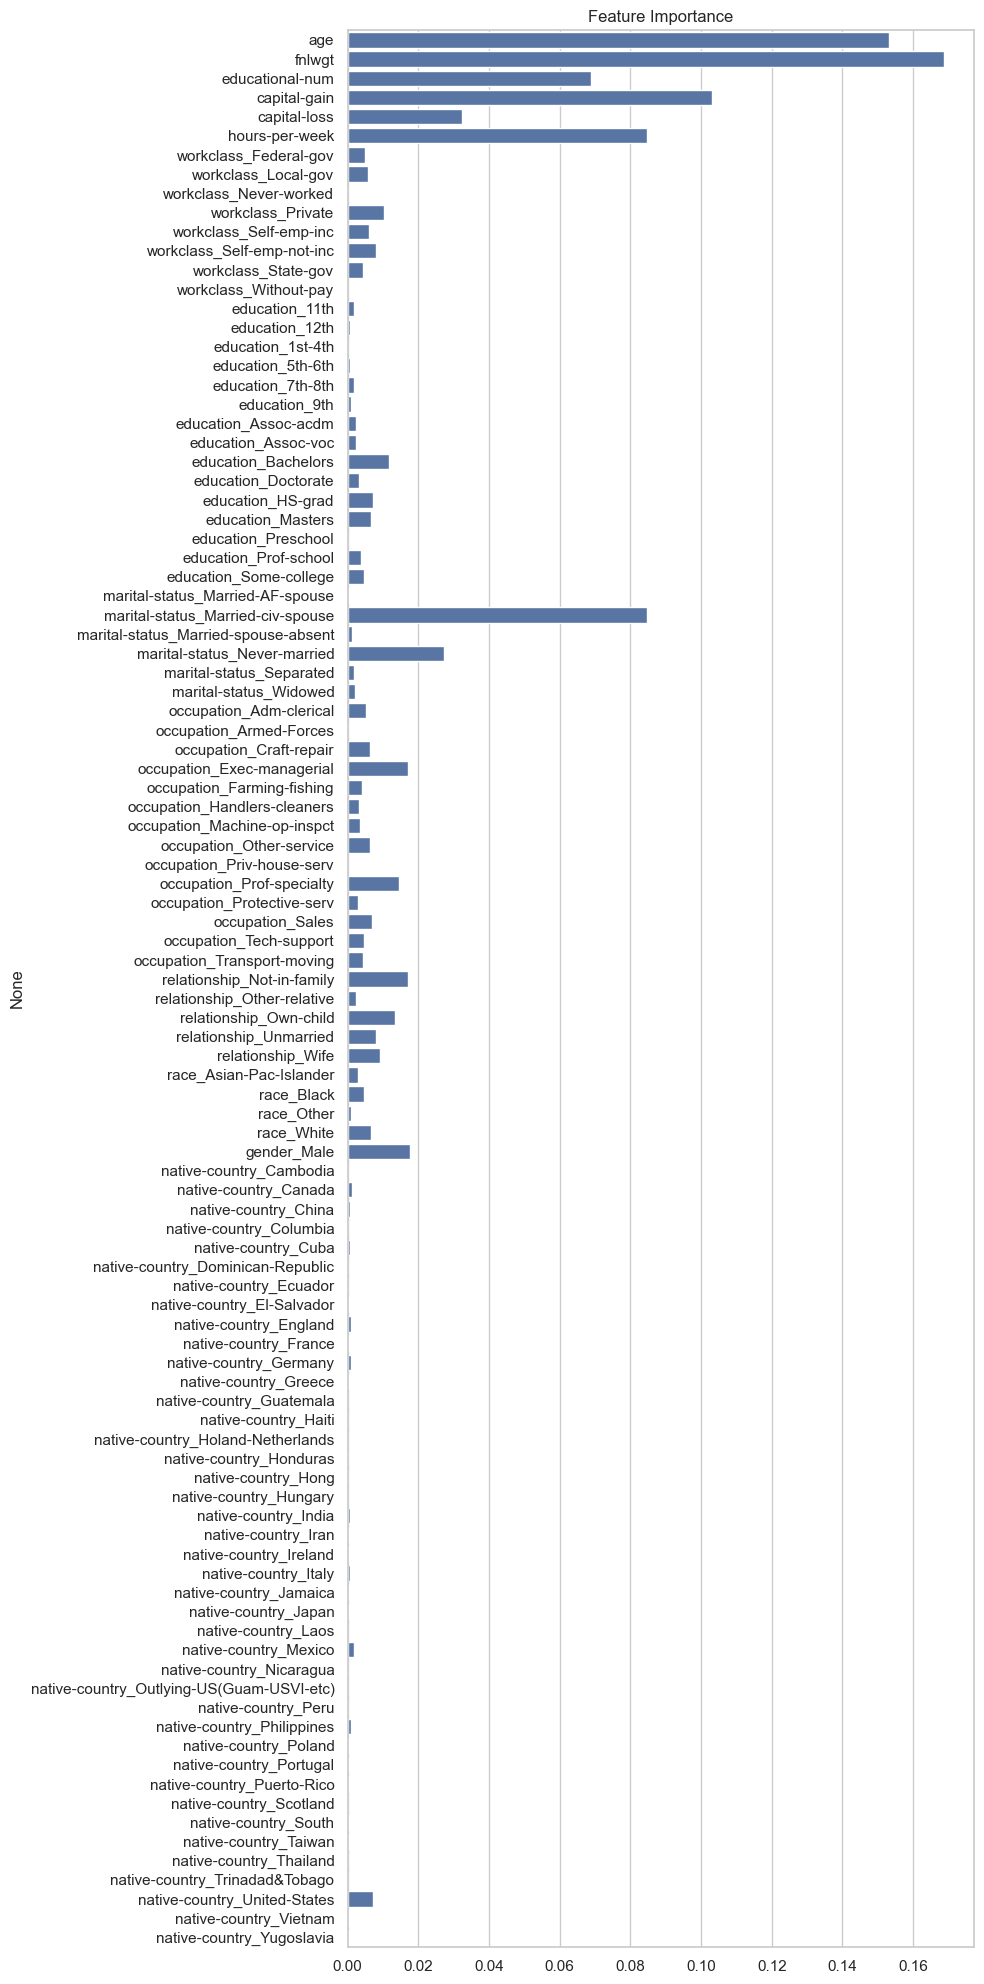 Feature Importance
age
fnlwgt
educational-num
capital-gain
capital-loss
hours-per-week
workclass_Federal-gov
workclass_Local-gov
workclass_Never-worked
workclass_Private
workclass_Self-emp-inc
workclass_Self-emp-not-inc
workclass_State-gov
workclass_Without-pay
education_11th
education_12th
education_1st-4th
education_5th-6th
education_7th-8th
education_9th
education_Assoc-acdm
education_Assoc-voc
education_Bachelors
education_Doctorate
education_HS-grad
education_Masters
education_Preschool
education_Prof-school
education_Some-college
marital-status_Married-AF-spouse
marital-status_Married-civ-spouse
marital-status_Married-spouse-absent
marital-status_Never-married
marital-status_Separated
marital-status_Widowed
occupation_Adm-clerical
occupation_Armed-Forces
occupation_Craft-repair
occupation_Exec-managerial
occupation_Farming-fishing
occupation_Handlers-cleaners
occupation_Machine-op-inspct
occupation_Other-service
occupation_Priv-house-serv
occupation_Prof-specialty
occupation_Protective-serv
occupation_Sales
occupation_Tech-support
occupation_Transport-moving
relationship_Not-in-family
relationship_Other-relative
relationship_Own-child
relationship_Unmarried
relationship_Wife
race_Asian-Pac-Islander
race_Black
race_Other
race_White
gender_Male
native-country_Cambodia
native-country_Canada
native-country_China
native-country_Columbia
native-country_Cuba
native-country_Dominican-Republic
native-country_Ecuador
native-country_El-Salvador
native-country_England
native-country_France
native-country_Germany
native-country_Greece
native-country_Guatemala
native-country_Haiti
native-country_Holand-Netherlands
native-country_Honduras
native-country_Hong
native-country_Hungary
native-country_India
native-country_Iran
native-country_Ireland
native-country_Italy
native-country_Jamaica
native-country_Japan
native-country_Laos
native-country_Mexico
native-country_Nicaragua
native-country_Outlying-US(Guam-USVI-etc)
native-country_Peru
native-country_Philippines
native-country_Poland
native-country_Portugal
native-country_Puerto-Rico
native-country_Scotland
native-country_South
native-country_Taiwan
native-country_Thailand
native-country_Trinadad&Tobago
native-country_United-States
native-country_Vietnam
native-country_Yugoslavia
None
0.00 0.02 0.04 0.06 0.08 0.10 0.12 0.14 0.16